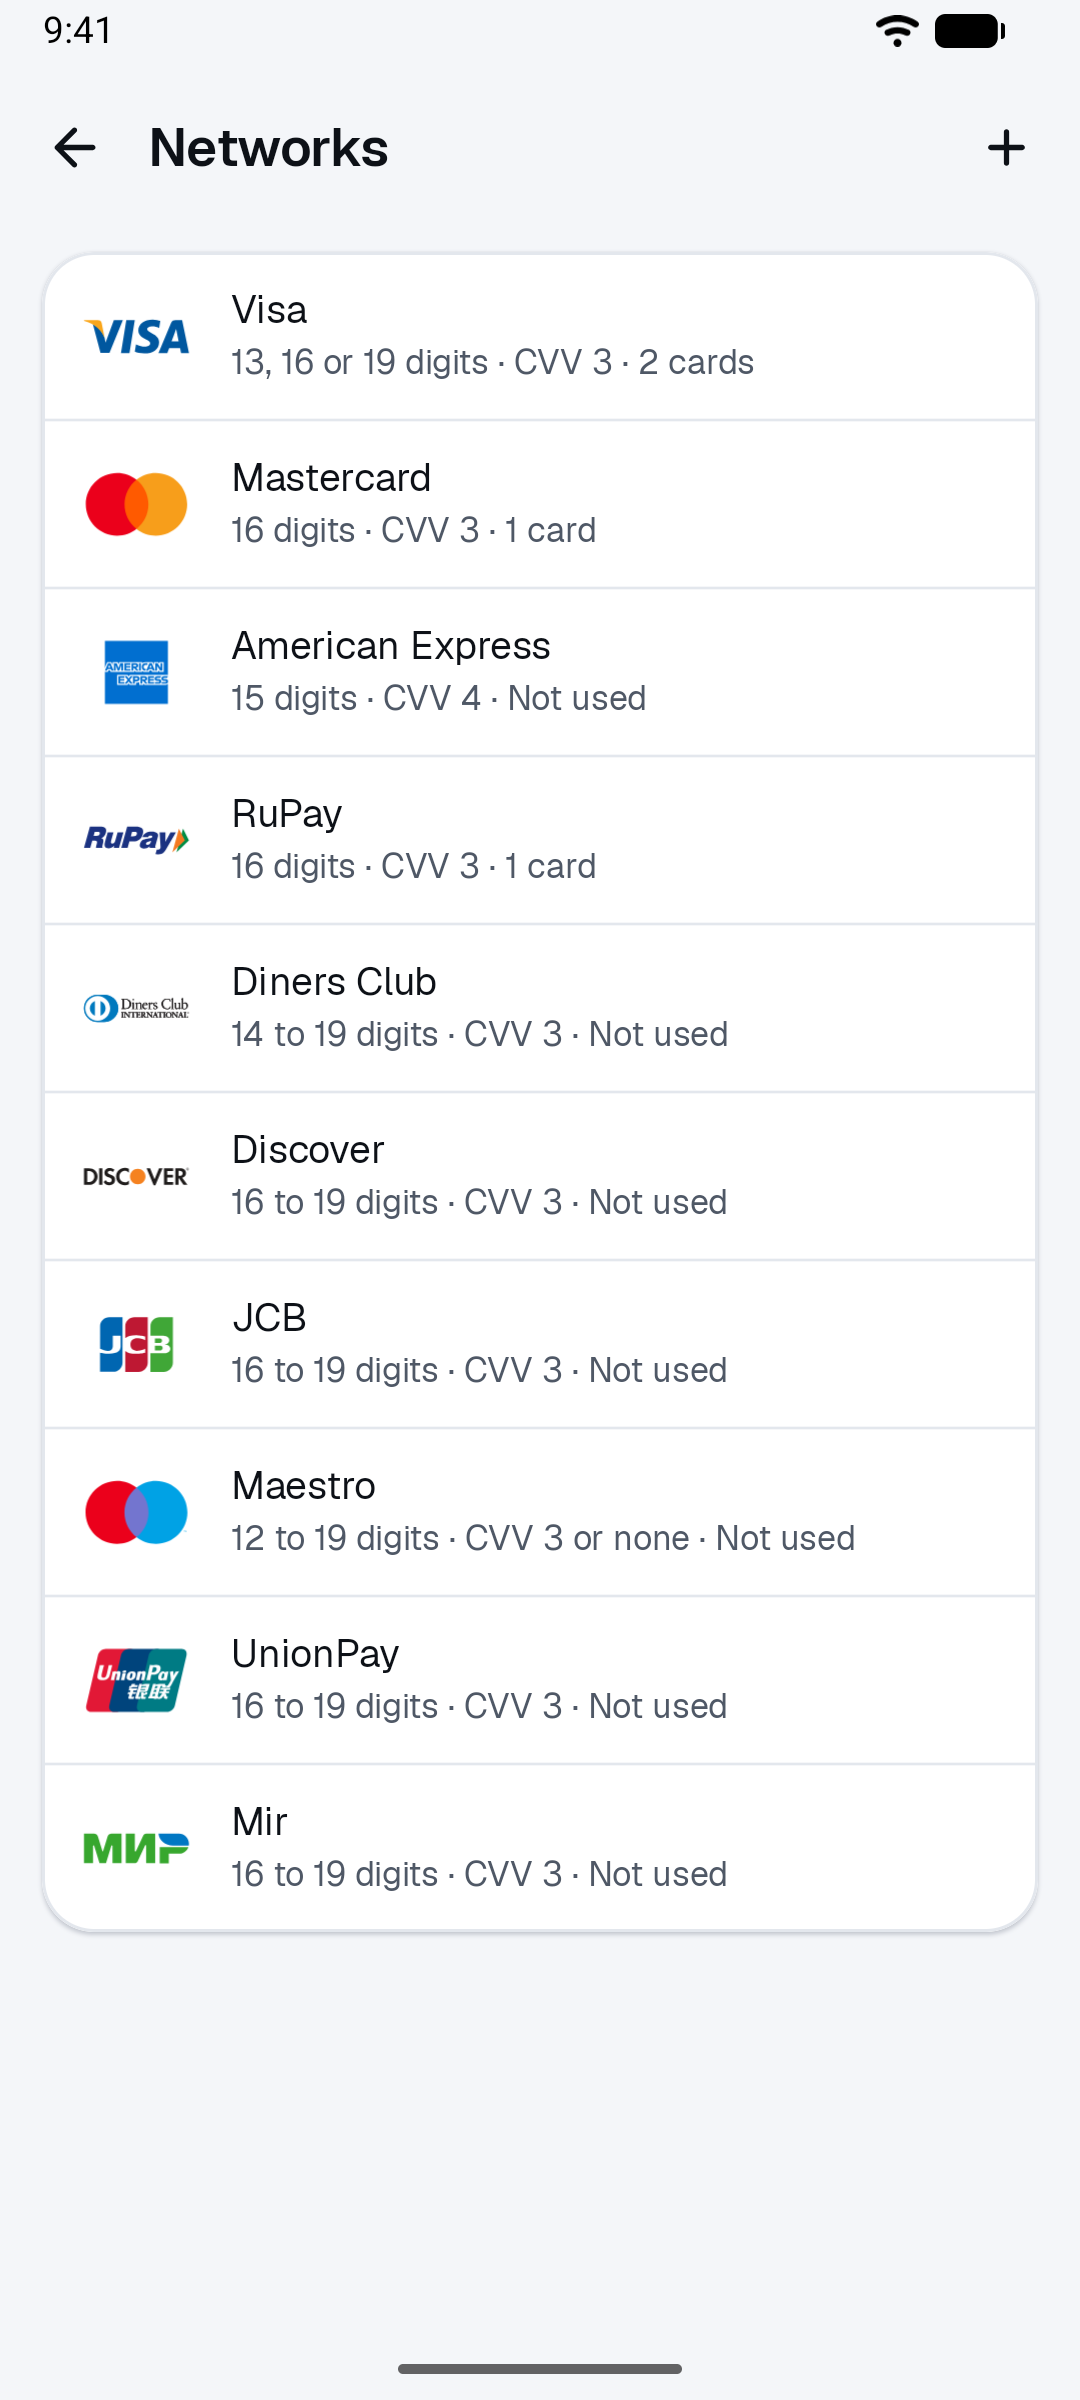 9:41
Networks
VISA
Visa
13, 16 or 19 digits · CVV 3 · 2 cards
Mastercard
16 digits · CVV 3 · 1 card
AMERICAN
EXPRESS
American Express
15 digits · CVV 4 · Not used
RuPay
RuPay
16 digits · CVV 3 · 1 card
Diners Club
INTERNATIONAL
Diners Club
14 to 19 digits · CVV 3 · Not used
DISCOVER
Discover
16 to 19 digits · CVV 3 · Not used
JCB
JCB
16 to 19 digits · CVV 3 · Not used
Maestro
12 to 19 digits · CVV 3 or none · Not used
UnionPay
银联
UnionPay
16 to 19 digits · CVV 3 · Not used
МИР
Mir
16 to 19 digits · CVV 3 · Not used